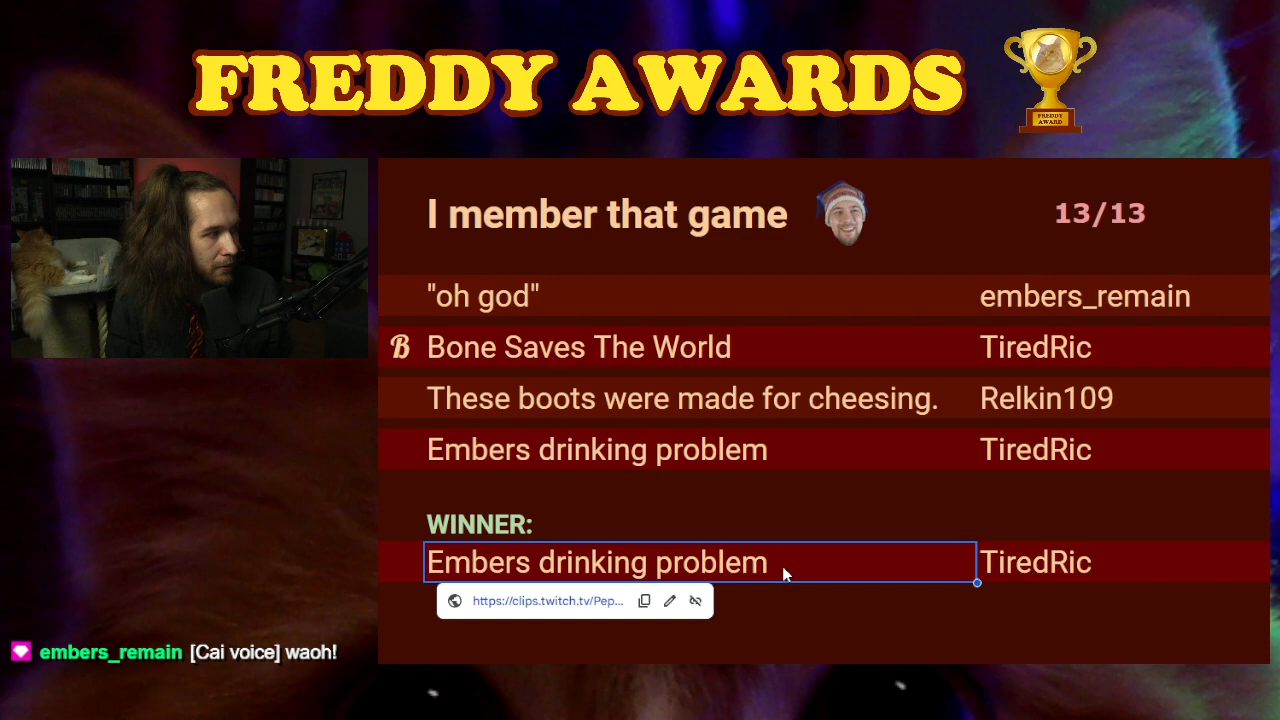 FREDDY AWARDS
FREDDY
AWARD
I member that game
13/13
"oh god" embers_remain
B Bone Saves The World TiredRic
These boots were made for cheesing. Relkin109
Embers drinking problem TiredRic
WINNER:
Embers drinking problem TiredRic
https://clips.twitch.tv/Pep...
embers_remain [Cai voice] waoh!